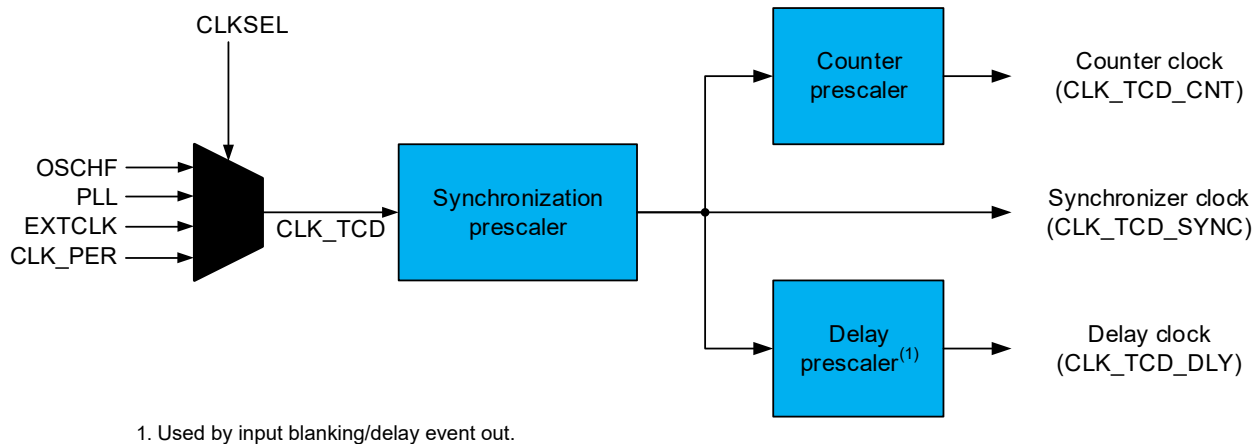 CLKSEL
OSCHF
PLL
EXTCLK
CLK_PER
CLK_TCD
Synchronization
prescaler
Counter
prescaler
Counter clock
(CLK_TCD_CNT)
Synchronizer clock
(CLK_TCD_SYNC)
Delay
prescaler(1)
Delay clock
(CLK_TCD_DLY)
1. Used by input blanking/delay event out.